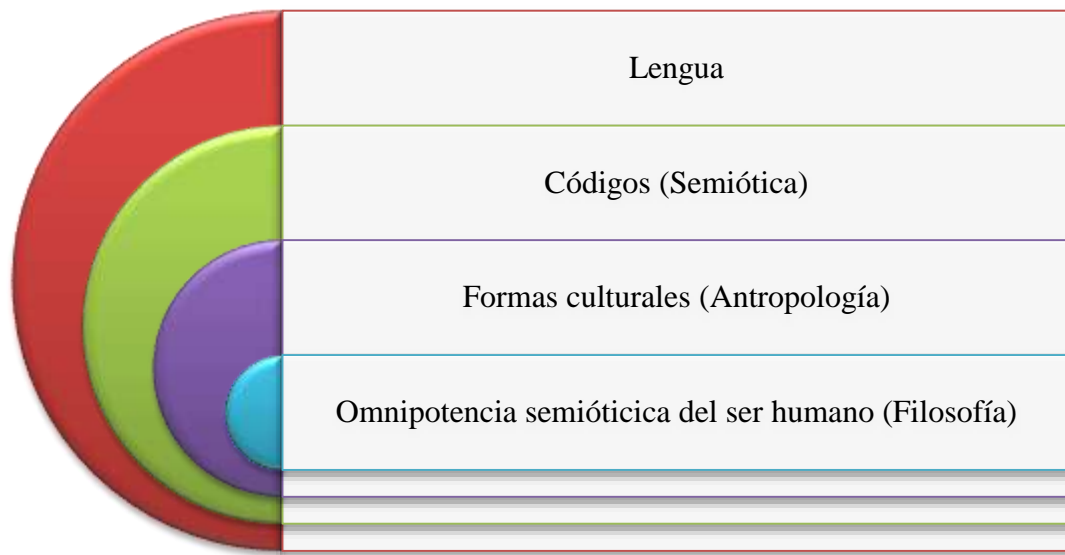 Lengua
Códigos (Semiótica)
Formas culturales (Antropología)
Omnipotencia semióticica del ser humano (Filosofía)